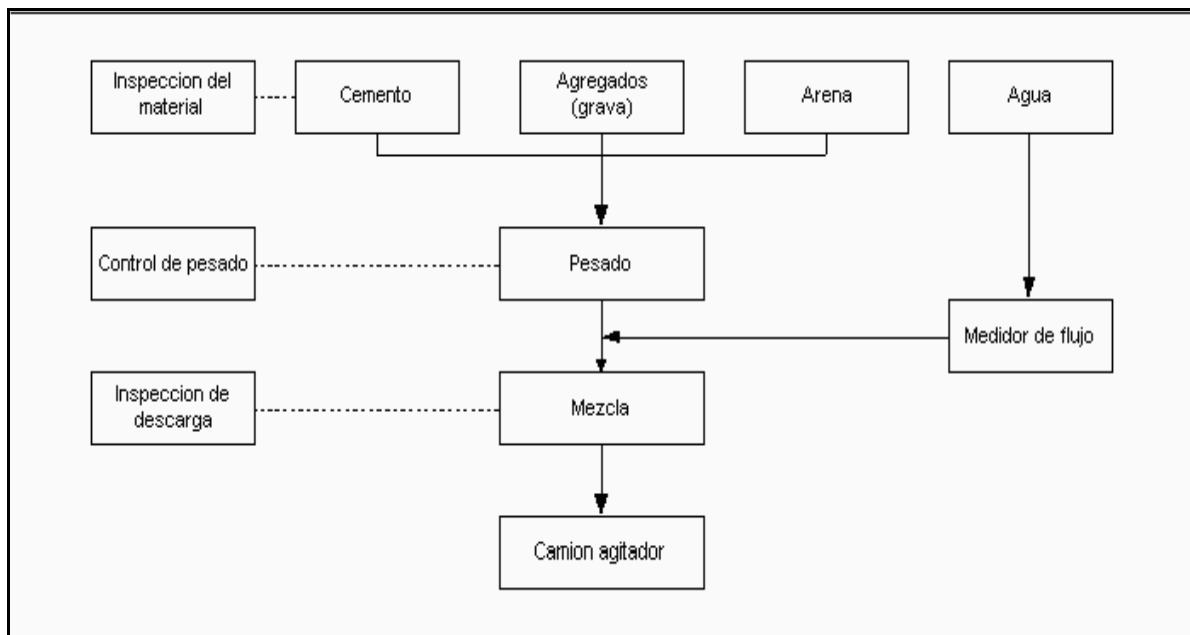 Inspeccion del
material
Cemento
Agregados
(grava)
Arena
Agua
Control de pesado
Pesado
Medidor de flujo
Inspeccion de
descarga
Mezcla
Camion agitador